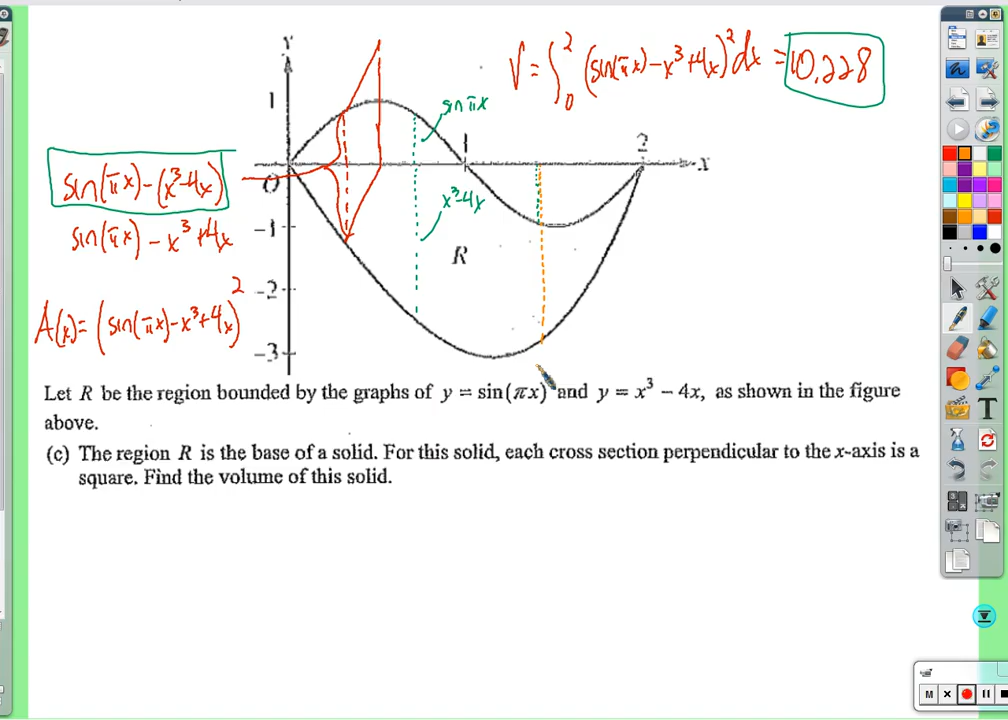 Y
V = ∫₀² (sin(πx) – x³ + 4x)² dx = 10.228
1
sin πx
1
2
X
sin(πx) – (x³ – 4x)
O
x³ – 4x
sin(πx) – x³ + 4x
–1
R
–2
A(x) = (sin(πx) – x³ + 4x)²
–3
Let R be the region bounded by the graphs of y = sin(πx) and y = x³ – 4x, as shown in the figure
above.
(c) The region R is the base of a solid. For this solid, each cross section perpendicular to the x-axis is a
square. Find the volume of this solid.
T
M